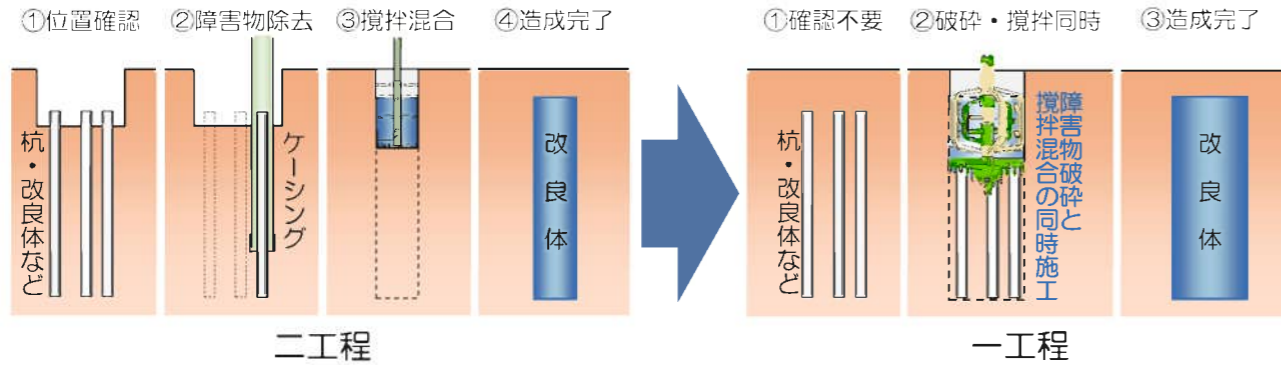 ①位置確認
②障害物除去
③撹拌混合
④造成完了
杭・改良体など
ケーシング
改良体
二工程
①確認不要
②破砕・撹拌同時
③造成完了
杭・改良体など
障害物破砕と
撹拌混合の同時施工
改良体
一工程